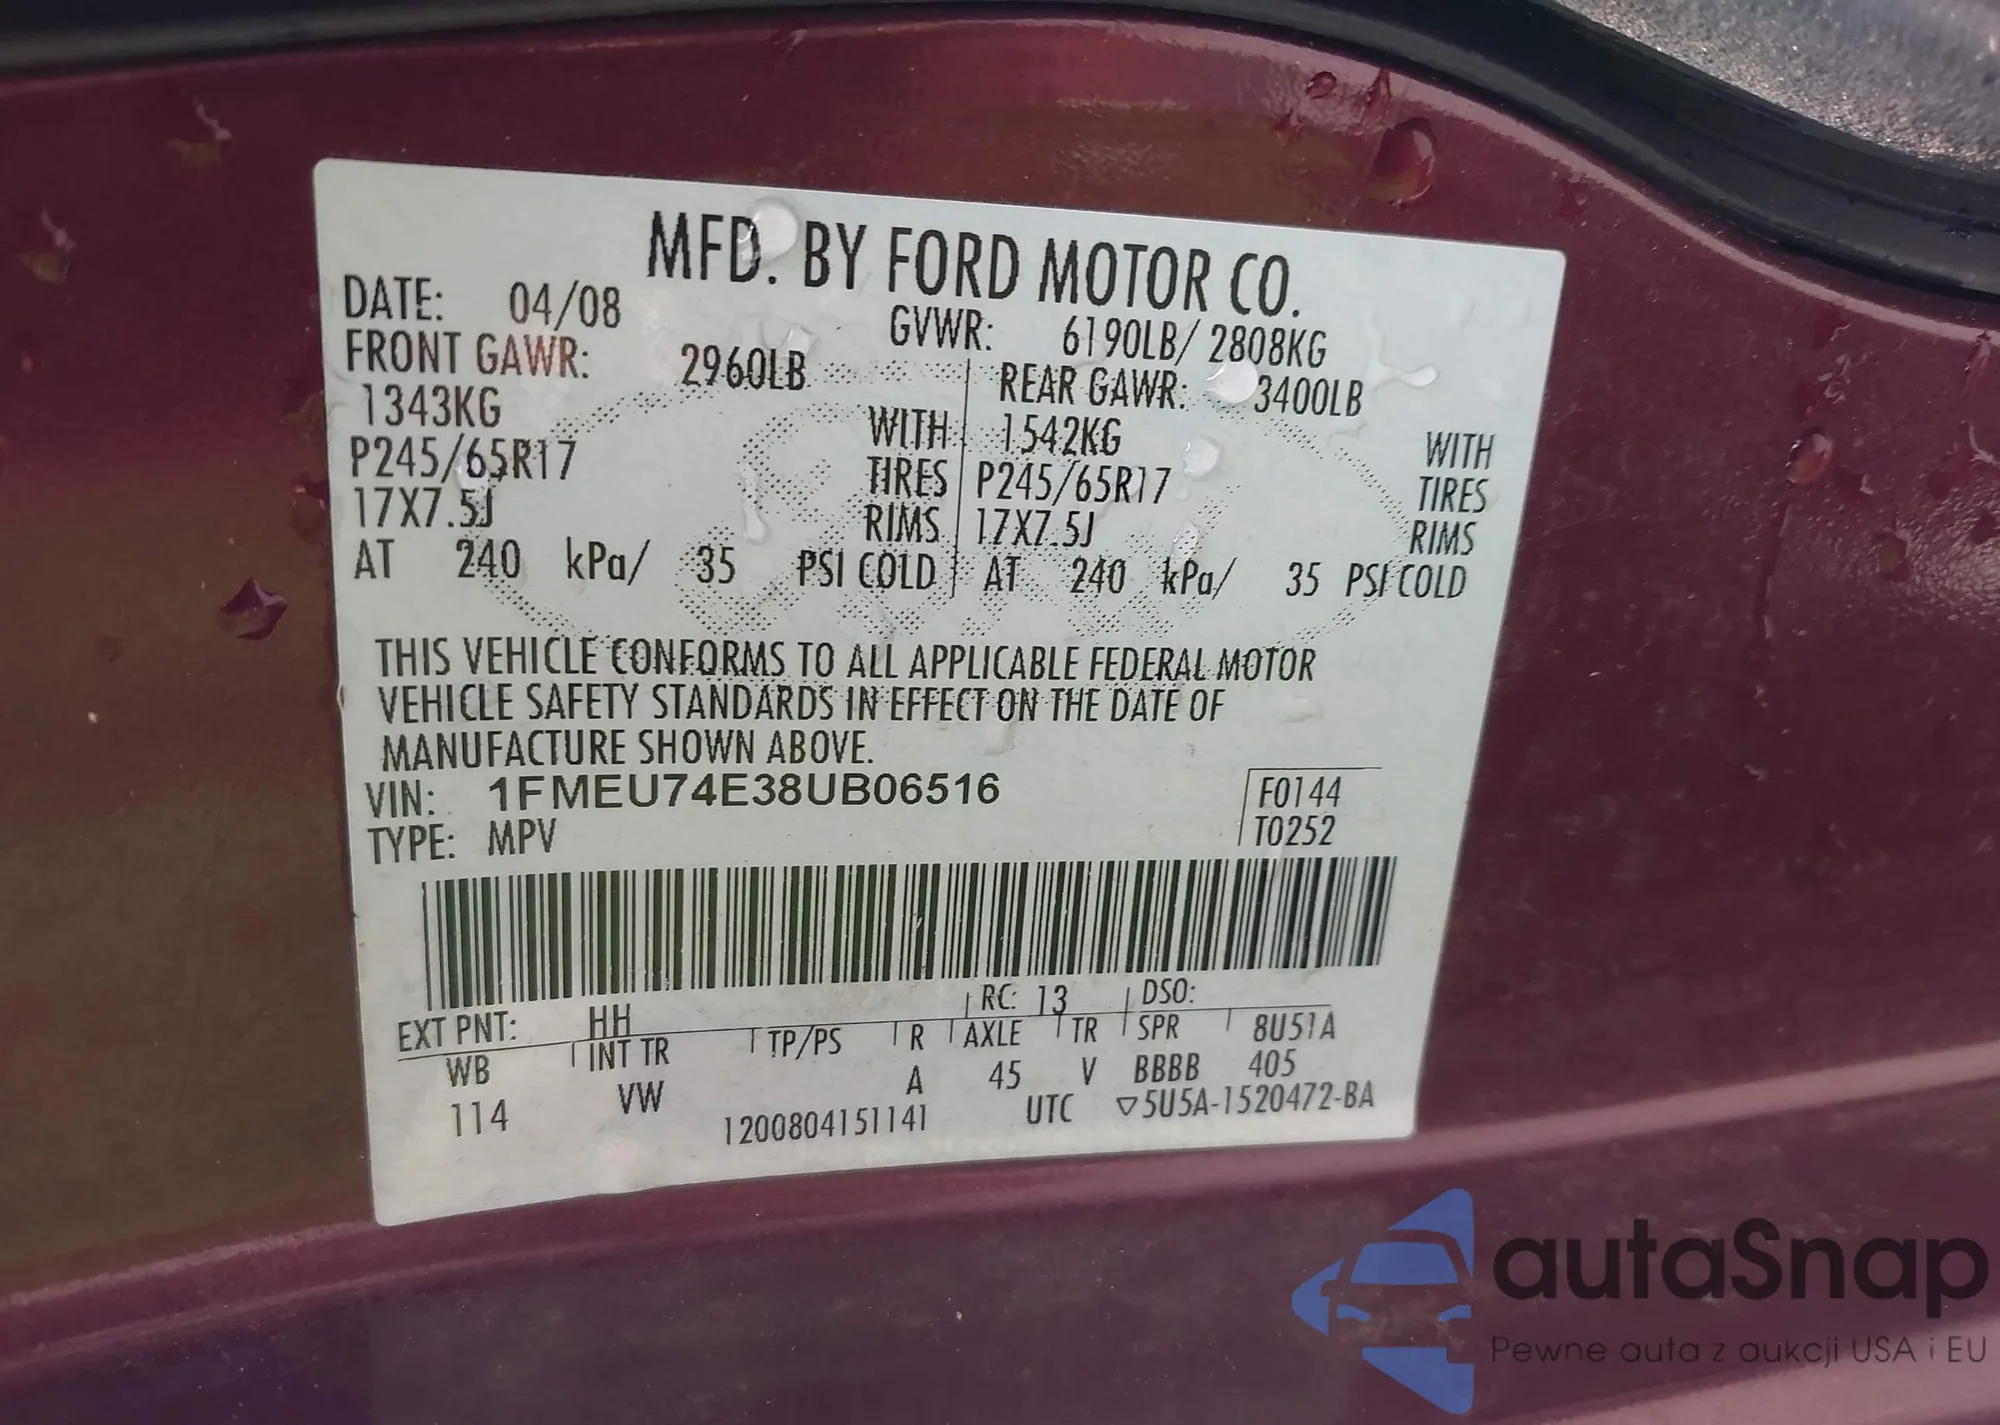 MFD. BY FORD MOTOR CO.
DATE: 04/08 GVWR: 6190LB/ 2808KG
FRONT GAWR: 2960LB REAR GAWR: 3400LB
1343KG WITH 1542KG WITH
P245/65R17 TIRES P245/65R17 TIRES
17X7.5J RIMS 17X7.5J RIMS
AT 240 kPa/ 35 PSI COLD AT 240 kPa/ 35 PSI COLD
THIS VEHICLE CONFORMS TO ALL APPLICABLE FEDERAL MOTOR
VEHICLE SAFETY STANDARDS IN EFFECT ON THE DATE OF
MANUFACTURE SHOWN ABOVE.
VIN: 1FMEU74E38UB06516 F0144
TYPE: MPV T0252
EXT PNT: HH RC: 13 DSO:
WB INT TR TP/PS R AXLE TR SPR 8U51A
114 VW A 45 V BBBB 405
1200804151141 UTC ▽5U5A-1520472-BA
autaSnap
Pewne auta z aukcji USA i EU